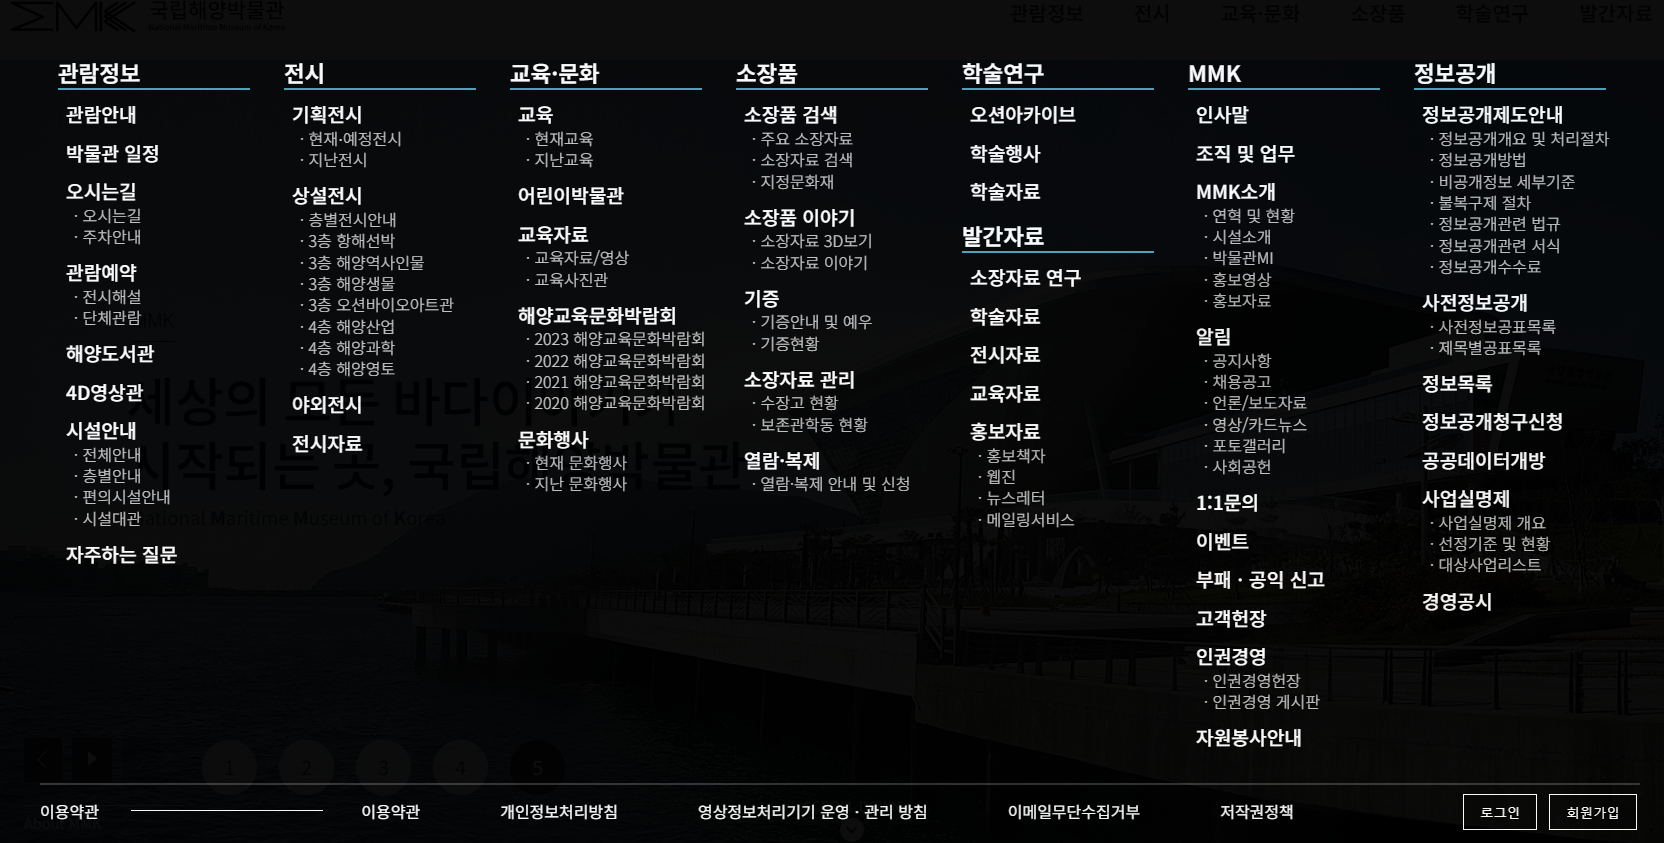 국립해양박물관
National Maritime Museum of Korea
관람정보
전시
교육·문화
소장품
학술연구
발간자료
관람정보
관람안내
박물관 일정
오시는길
· 오시는길
· 주차안내
관람예약
· 전시해설
· 단체관람
해양도서관
4D영상관
시설안내
· 전체안내
· 층별안내
· 편의시설안내
· 시설대관
자주하는 질문
전시
기획전시
· 현재·예정전시
· 지난전시
상설전시
· 층별전시안내
· 3층 항해선박
· 3층 해양역사인물
· 3층 해양생물
· 3층 오션바이오아트관
· 4층 해양산업
· 4층 해양과학
· 4층 해양영토
야외전시
전시자료
교육·문화
교육
· 현재교육
· 지난교육
어린이박물관
교육자료
· 교육자료/영상
· 교육사진관
해양교육문화박람회
· 2023 해양교육문화박람회
· 2022 해양교육문화박람회
· 2021 해양교육문화박람회
· 2020 해양교육문화박람회
문화행사
· 현재 문화행사
· 지난 문화행사
소장품
소장품 검색
· 주요 소장자료
· 소장자료 검색
· 지정문화재
소장품 이야기
· 소장자료 3D보기
· 소장자료 이야기
기증
· 기증안내 및 예우
· 기증현황
소장자료 관리
· 수장고 현황
· 보존관학동 현황
열람·복제
· 열람·복제 안내 및 신청
학술연구
오션아카이브
학술행사
학술자료
발간자료
소장자료 연구
학술자료
전시자료
교육자료
홍보자료
· 홍보책자
· 웹진
· 뉴스레터
· 메일링서비스
MMK
인사말
조직 및 업무
MMK소개
· 연혁 및 현황
· 시설소개
· 박물관MI
· 홍보영상
· 홍보자료
알림
· 공지사항
· 채용공고
· 언론/보도자료
· 영상/카드뉴스
· 포토갤러리
· 사회공헌
1:1문의
이벤트
부패 · 공익 신고
고객헌장
인권경영
· 인권경영헌장
· 인권경영 게시판
자원봉사안내
정보공개
정보공개제도안내
· 정보공개개요 및 처리절차
· 정보공개방법
· 비공개정보 세부기준
· 불복구제 절차
· 정보공개관련 법규
· 정보공개관련 서식
· 정보공개수수료
사전정보공개
· 사전정보공표목록
· 제목별공표목록
정보목록
정보공개청구신청
공공데이터개방
사업실명제
· 사업실명제 개요
· 선정기준 및 현황
· 대상사업리스트
경영공시
세상의 모든 바다이
시작되는 곳, 국립해양박물관
National Maritime Museum of Korea
1 2 3 4 5
이용약관
이용약관
개인정보처리방침
영상정보처리기기 운영 · 관리 방침
이메일무단수집거부
저작권정책
로그인
회원가입
About MMK